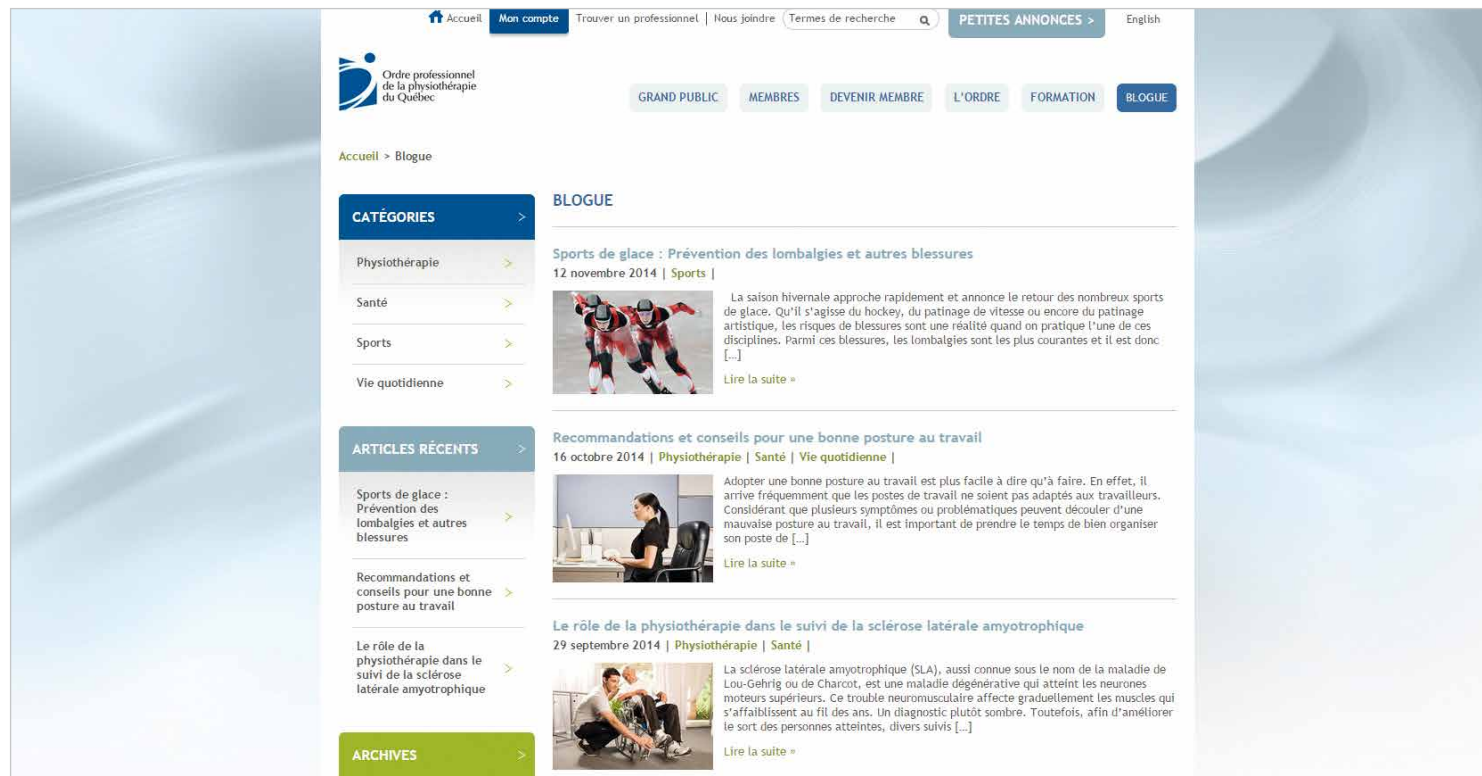 Accueil
Mon compte
Trouver un professionnel | Nous joindre
Termes de recherche
PETITES ANNONCES >
English
Ordre professionnel
de la physiothérapie
du Québec
GRAND PUBLIC
MEMBRES
DEVENIR MEMBRE
L'ORDRE
FORMATION
BLOGUE
Accueil > Blogue
CATÉGORIES >
Physiothérapie >
Santé >
Sports >
Vie quotidienne >
ARTICLES RÉCENTS >
Sports de glace :
Prévention des
lombalgies et autres >
blessures
Recommandations et
conseils pour une bonne >
posture au travail
Le rôle de la
physiothérapie dans le
suivi de la sclérose >
latérale amyotrophique
ARCHIVES >
BLOGUE
Sports de glace : Prévention des lombalgies et autres blessures
12 novembre 2014 | Sports |
La saison hivernale approche rapidement et annonce le retour des nombreux sports
de glace. Qu'il s'agisse du hockey, du patinage de vitesse ou encore du patinage
artistique, les risques de blessures sont une réalité quand on pratique l'une de ces
disciplines. Parmi ces blessures, les lombalgies sont les plus courantes et il est donc
[…]
Lire la suite »
Recommandations et conseils pour une bonne posture au travail
16 octobre 2014 | Physiothérapie | Santé | Vie quotidienne |
Adopter une bonne posture au travail est plus facile à dire qu'à faire. En effet, il
arrive fréquemment que les postes de travail ne soient pas adaptés aux travailleurs.
Considérant que plusieurs symptômes ou problématiques peuvent découler d'une
mauvaise posture au travail, il est important de prendre le temps de bien organiser
son poste de […]
Lire la suite »
Le rôle de la physiothérapie dans le suivi de la sclérose latérale amyotrophique
29 septembre 2014 | Physiothérapie | Santé |
La sclérose latérale amyotrophique (SLA), aussi connue sous le nom de la maladie de
Lou-Gehrig ou de Charcot, est une maladie dégénérative qui atteint les neurones
moteurs supérieurs. Ce trouble neuromusculaire affecte graduellement les muscles qui
s'affaiblissent au fil des ans. Un diagnostic plutôt sombre. Toutefois, afin d'améliorer
le sort des personnes atteintes, divers suivis […]
Lire la suite »